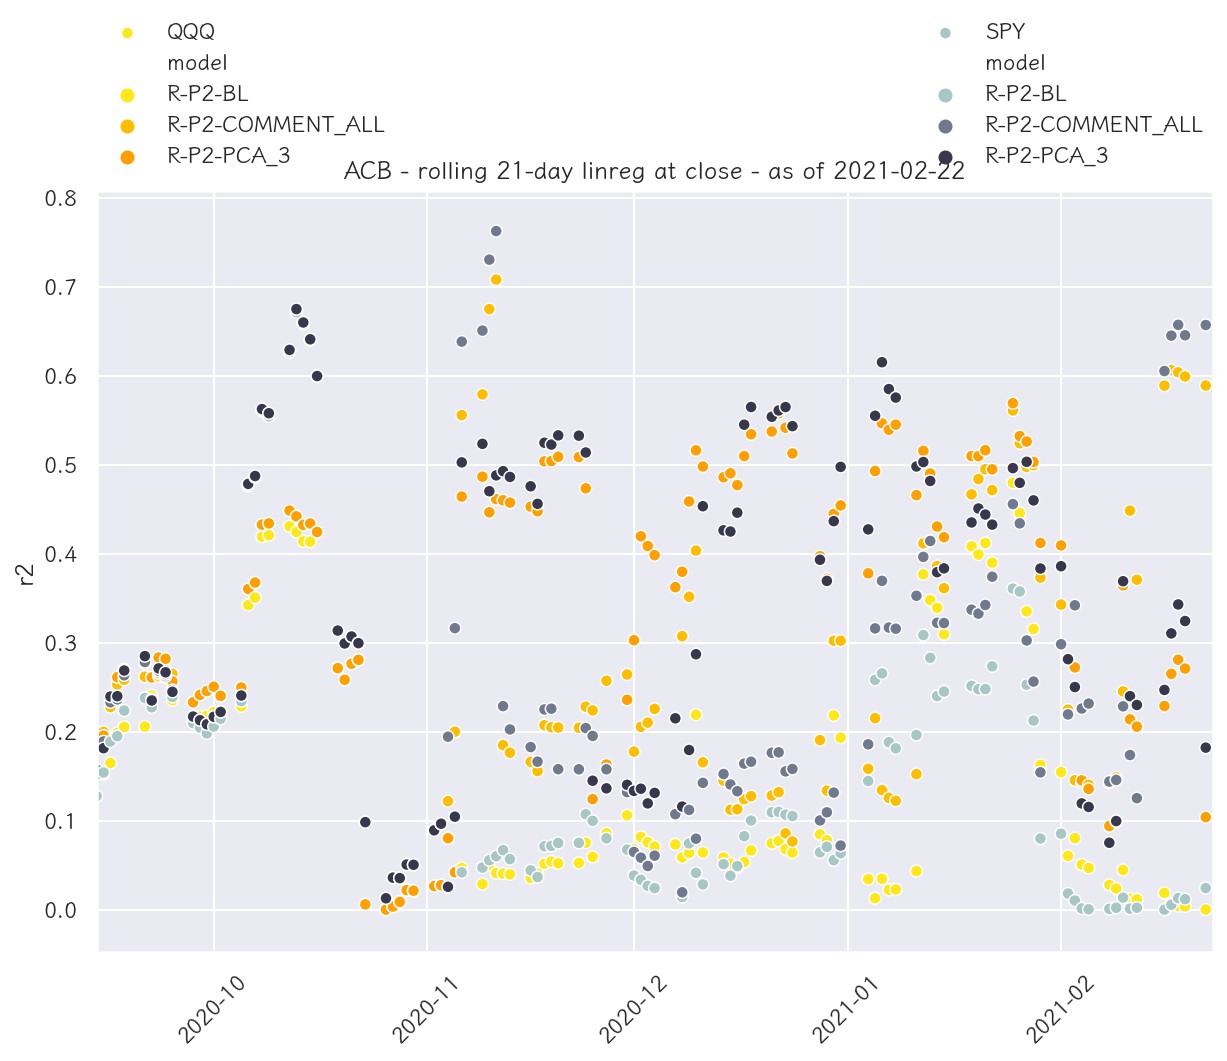 QQQ
model
R-P2-BL
R-P2-COMMENT_ALL
R-P2-PCA_3
SPY
model
R-P2-BL
R-P2-COMMENT_ALL
R-P2-PCA_3
ACB - rolling 21-day linreg at close - as of 2021-02-22
r2
0.8
0.7
0.6
0.5
0.4
0.3
0.2
0.1
0.0
2020-10
2020-11
2020-12
2021-01
2021-02